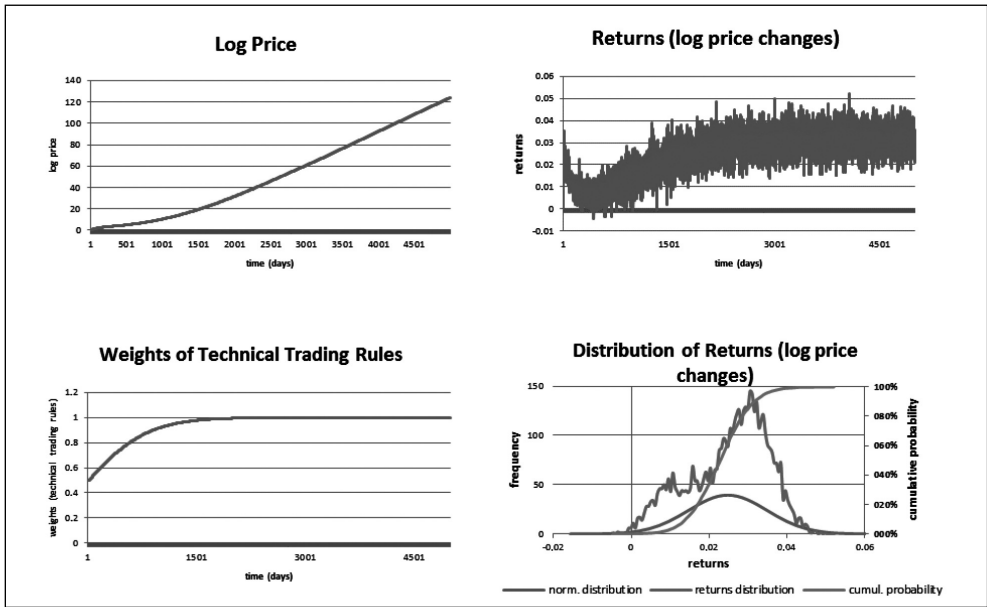 Log Price
140
120
100
80
60
40
20
0
log price
1 501 1001 1501 2001 2501 3001 3501 4001 4501
time (days)
Returns (log price changes)
0.06
0.05
0.04
0.03
0.02
0.01
0
-0.01
returns
1 1501 3001 4501
time (days)
Weights of Technical Trading Rules
1.2
1
0.8
0.6
0.4
0.2
0
weights (technical trading rules)
1 1501 3001 4501
time (days)
Distribution of Returns (log price
changes)
150
100
50
0
frequency
100%
080%
060%
040%
020%
000%
cumulative probability
-0,02 0 0,02 0,04 0,06
returns
norm. distribution returns distribution cumul. probability